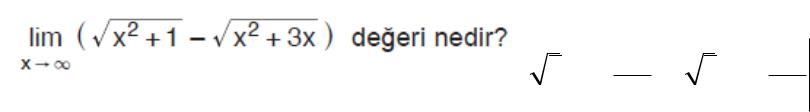 lim ( √x² + 1 – √x² + 3x ) değeri nedir?
x→∞
√ √